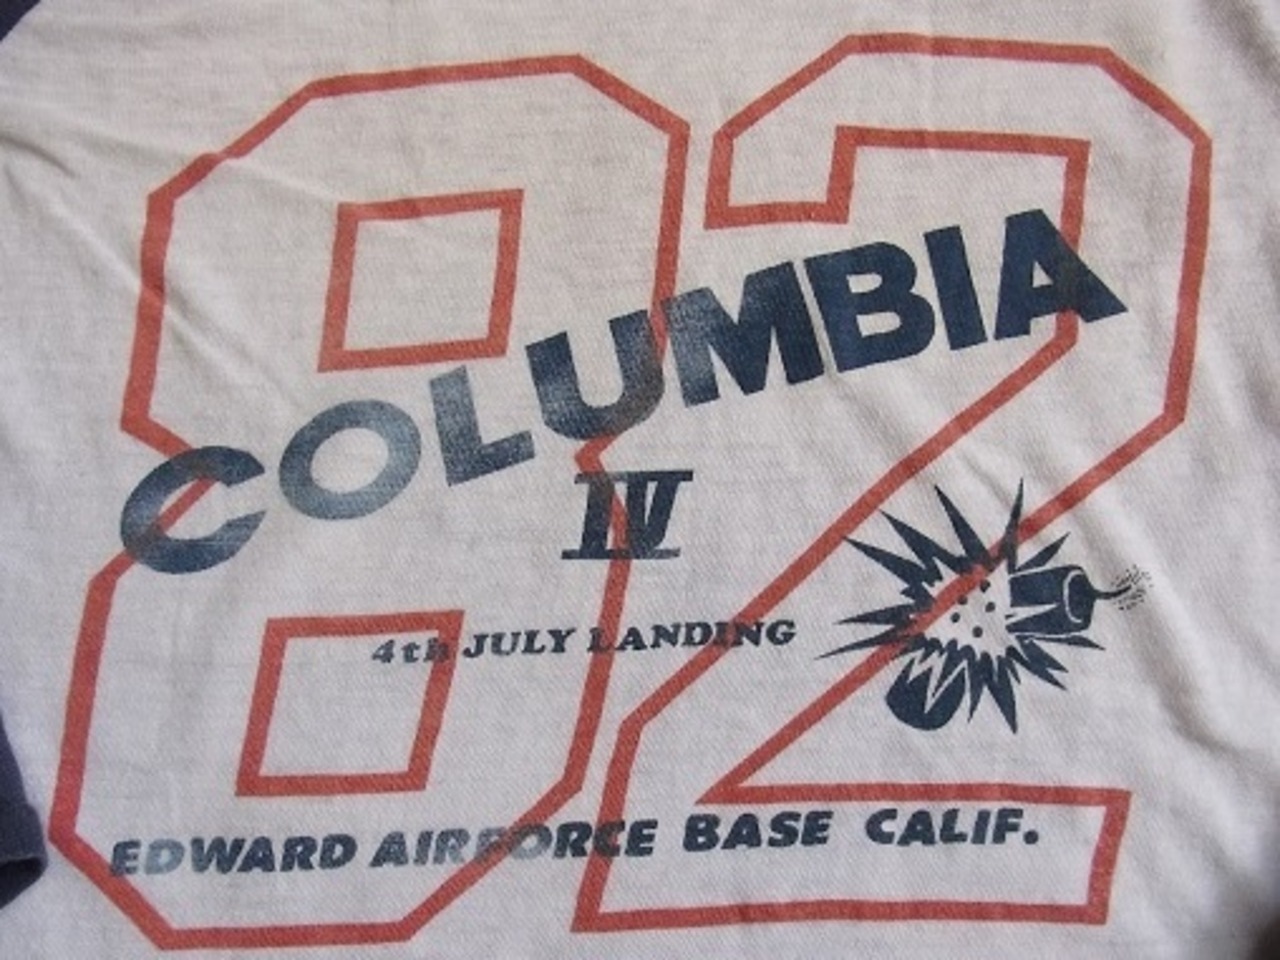 82
COLUMBIA
IV
4th JULY LANDING
EDWARD AIRFORCE BASE CALIF.